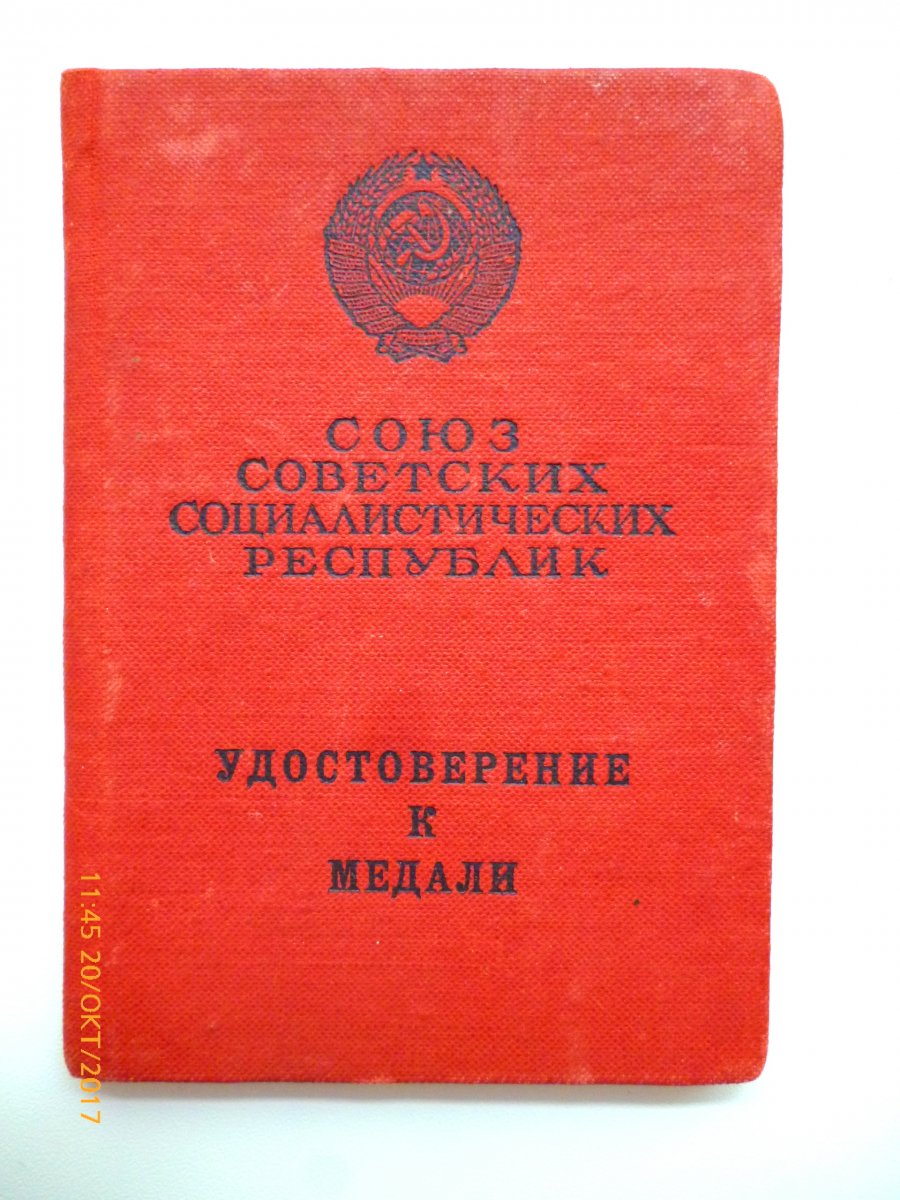 СОЮЗ
СОВЕТСКИХ
СОЦИАЛИСТИЧЕСКИХ
РЕСПУБЛИК
УДОСТОВЕРЕНИЕ
К
МЕДАЛИ
11:45 20/ОКТ/2017